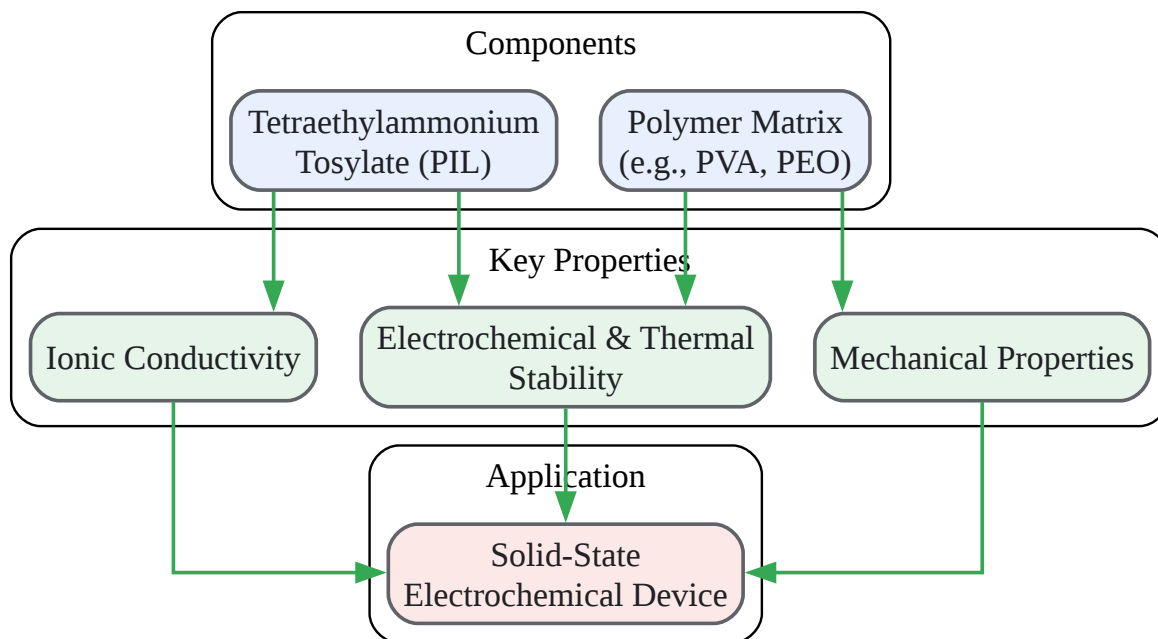 Components
Tetraethylammonium
Tosylate (PIL)
Polymer Matrix
(e.g., PVA, PEO)
Key Properties
Ionic Conductivity
Electrochemical & Thermal
Stability
Mechanical Properties
Application
Solid-State
Electrochemical Device